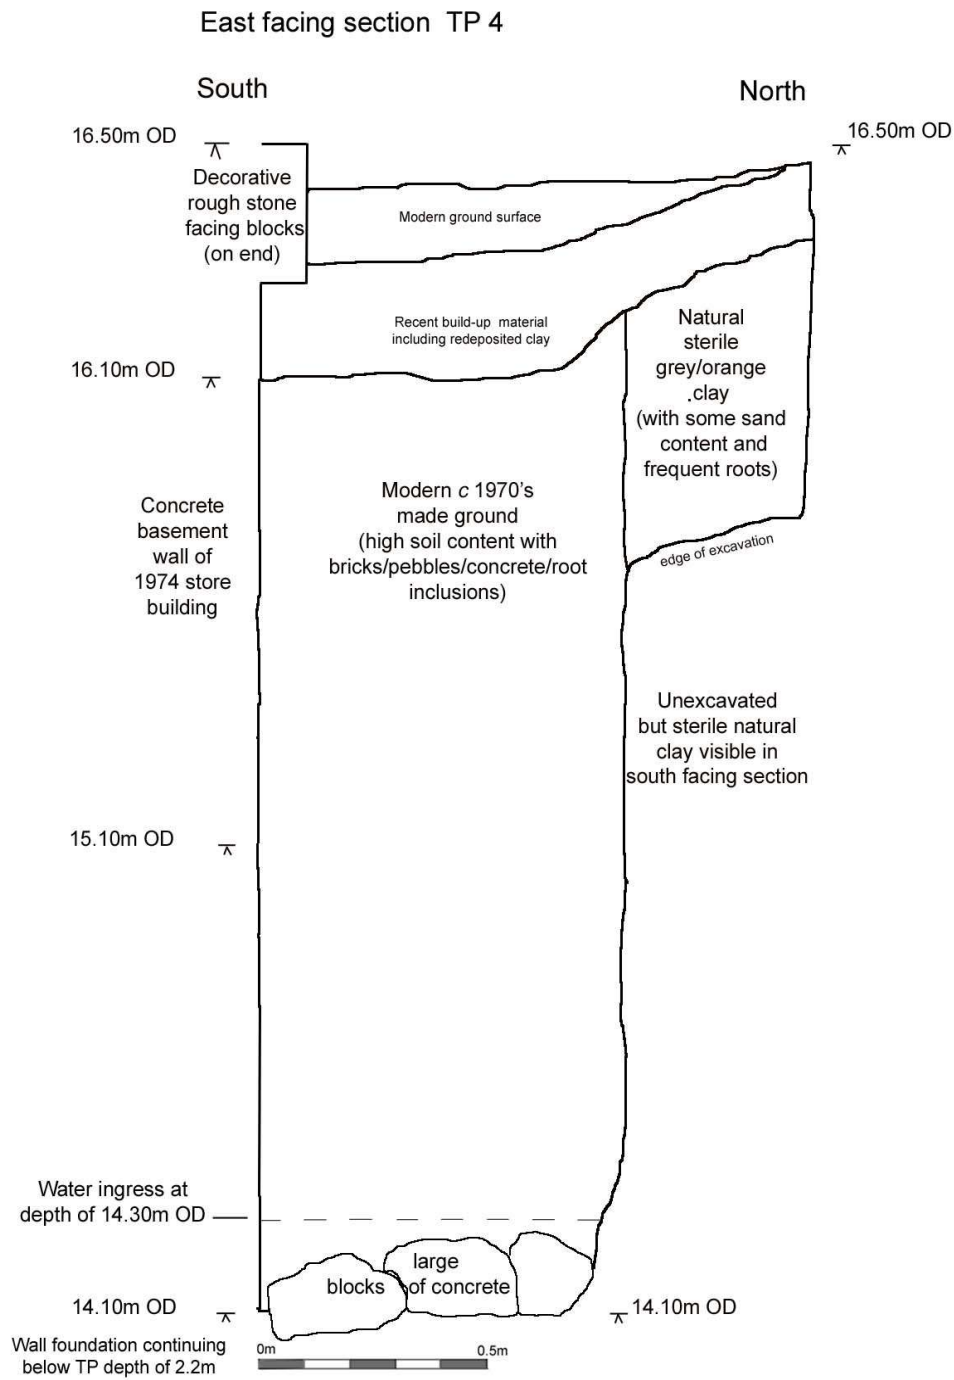 East facing section TP 4
South
North
16.50m OD
16.50m OD
Decorative
rough stone
facing blocks
(on end)
Modern ground surface
Recent build-up material
including redeposited clay
Natural
sterile
grey/orange
.clay
(with some sand
content and
frequent roots)
16.10m OD
edge of excavation
Concrete
basement
wall of
1974 store
building
Modern c 1970's
made ground
(high soil content with
bricks/pebbles/concrete/root
inclusions)
Unexcavated
but sterile natural
clay visible in
south facing section
15.10m OD
Water ingress at
depth of 14.30m OD
large
blocks of concrete
14.10m OD
14.10m OD
Wall foundation continuing
below TP depth of 2.2m
0m
0.5m